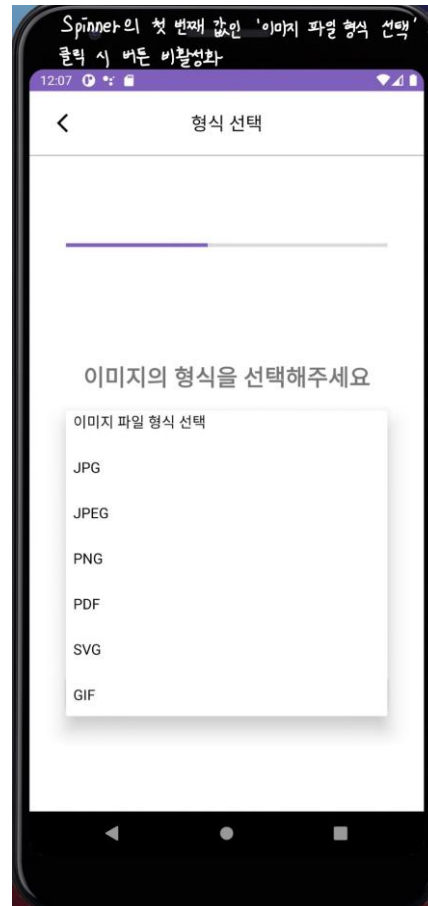 Spinner의 첫 번째 값인 '이미지 파일 형식 선택'
클릭 시 버튼 비활성화
12:07
형식 선택
이미지의 형식을 선택해주세요
이미지 파일 형식 선택
JPG
JPEG
PNG
PDF
SVG
GIF